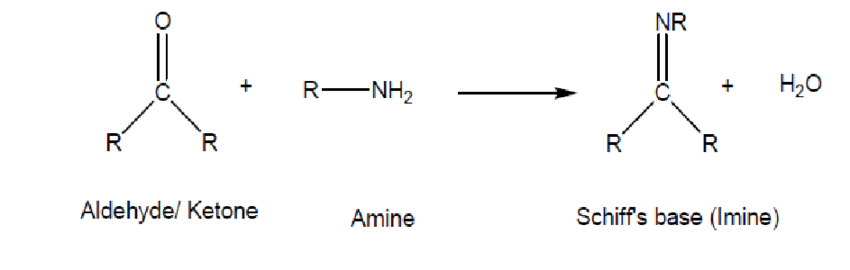 O NR
C + R—NH₂ C + H₂O
R R R R
Aldehyde/ Ketone Amine Schiff's base (Imine)